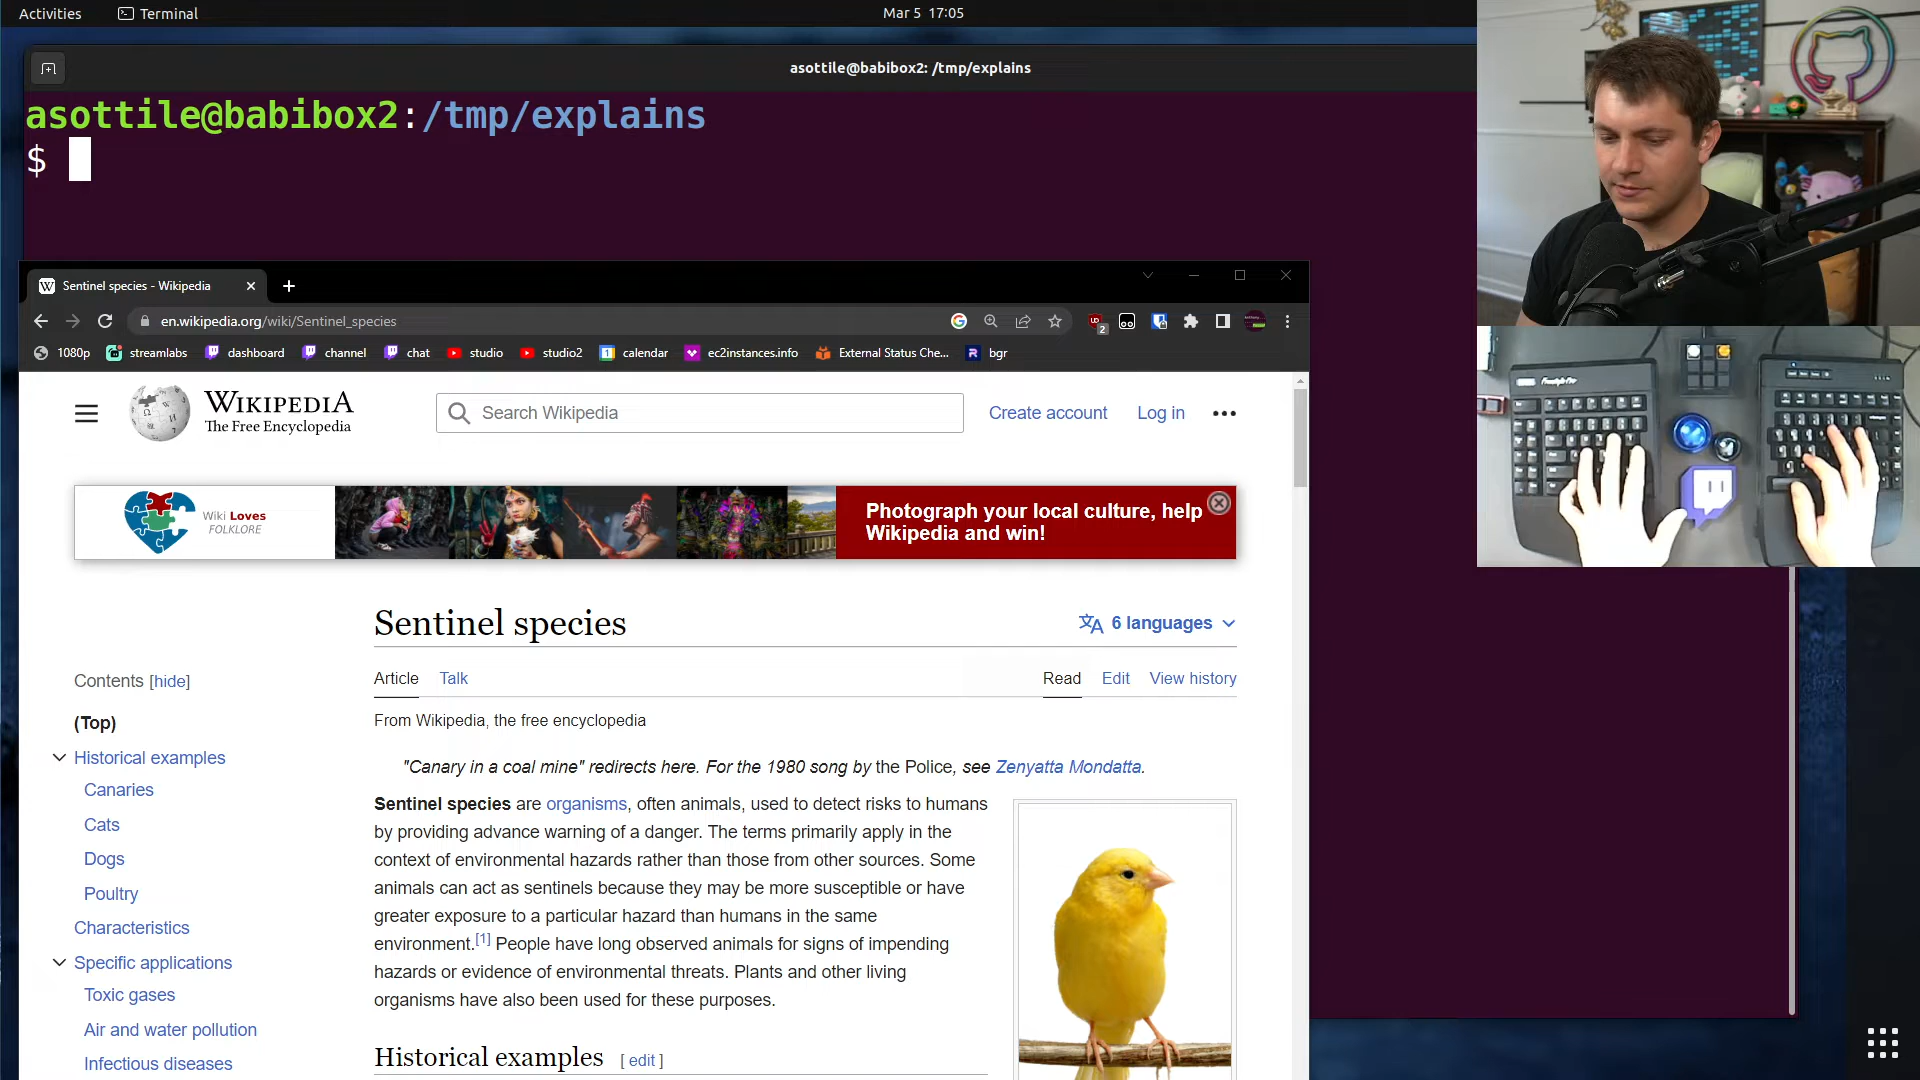 Activities
Terminal
Mar 5 17:05
asottile@babibox2: /tmp/explains
asottile@babibox2:/tmp/explains
$
Sentinel species - Wikipedia
en.wikipedia.org/wiki/Sentinel_species
2
1080p
streamlabs
dashboard
channel
chat
studio
studio2
calendar
ec2instances.info
External Status Che...
bgr
WIKIPEDIA
The Free Encyclopedia
Search Wikipedia
Create account
Log in
Wiki Loves
FOLKLORE
Photograph your local culture, help
Wikipedia and win!
Sentinel species
6 languages
Article
Talk
Read
Edit
View history
From Wikipedia, the free encyclopedia
Contents [hide]
(Top)
Historical examples
Canaries
Cats
Dogs
Poultry
Characteristics
Specific applications
Toxic gases
Air and water pollution
Infectious diseases
"Canary in a coal mine" redirects here. For the 1980 song by the Police, see Zenyatta Mondatta.
Sentinel species are organisms, often animals, used to detect risks to humans
by providing advance warning of a danger. The terms primarily apply in the
context of environmental hazards rather than those from other sources. Some
animals can act as sentinels because they may be more susceptible or have
greater exposure to a particular hazard than humans in the same
environment.[1] People have long observed animals for signs of impending
hazards or evidence of environmental threats. Plants and other living
organisms have also been used for these purposes.
Historical examples [ edit ]